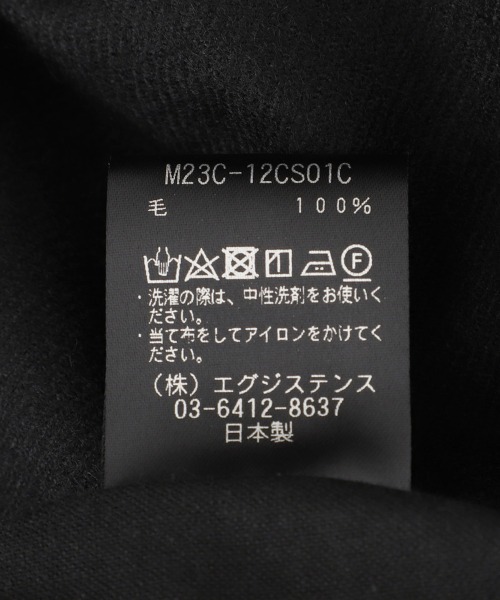 M23C-12CS01C
毛 100%
・洗濯の際は、中性洗剤をお使いく
ださい。
・当て布をしてアイロンをかけてく
ださい。
(株) エグジステンス
03-6412-8637
日本製